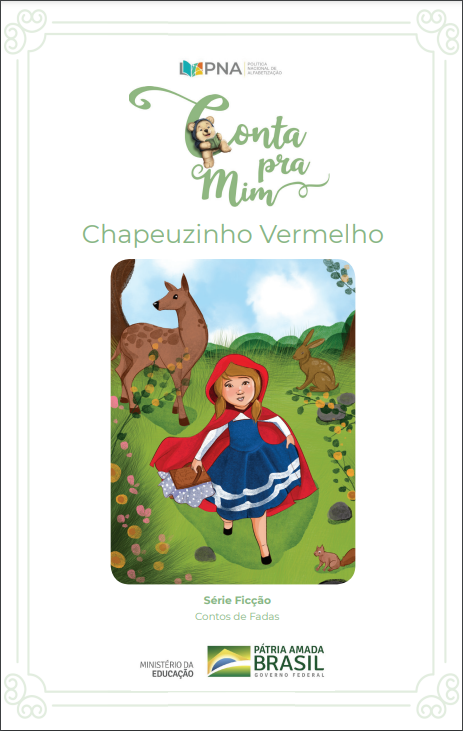 PNA
POLÍTICA
NACIONAL DE
ALFABETIZAÇÃO
Conta
pra
Mim
Chapeuzinho Vermelho
Série Ficção
Contos de Fadas
MINISTÉRIO DA
EDUCAÇÃO
PÁTRIA AMADA
BRASIL
GOVERNO FEDERAL